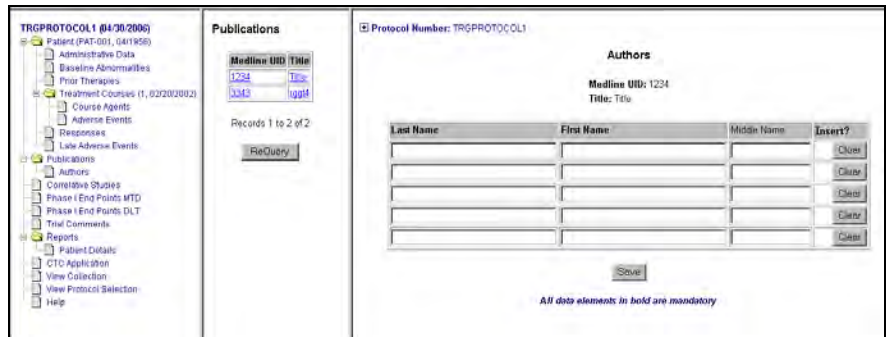 TRGPROTOCOL1 (04/30/2006)
Patient (PAT-001, 04/1956)
Administrative Data
Baseline Abnormalities
Prior Therapies
Treatment Courses (1, 02/20/2002)
Course Agents
Adverse Events
Responses
Late Adverse Events
Publications
Authors
Correlative Studies
Phase I End Points MTD
Phase I End Points DLT
Trial Comments
Reports
Patient Details
CTC Application
View Collection
View Protocol Selection
Help
Publications
Medline UID Title
1234 Title
3343
Records 1 to 2 of 2
ReQuery
Protocol Number: TRGPROTOCOL1
Authors
Medline UID: 1234
Title: Title
Last Name First Name Middle Name Insert?
Clear
Clear
Clear
Clear
Clear
Save
All data elements in bold are mandatory